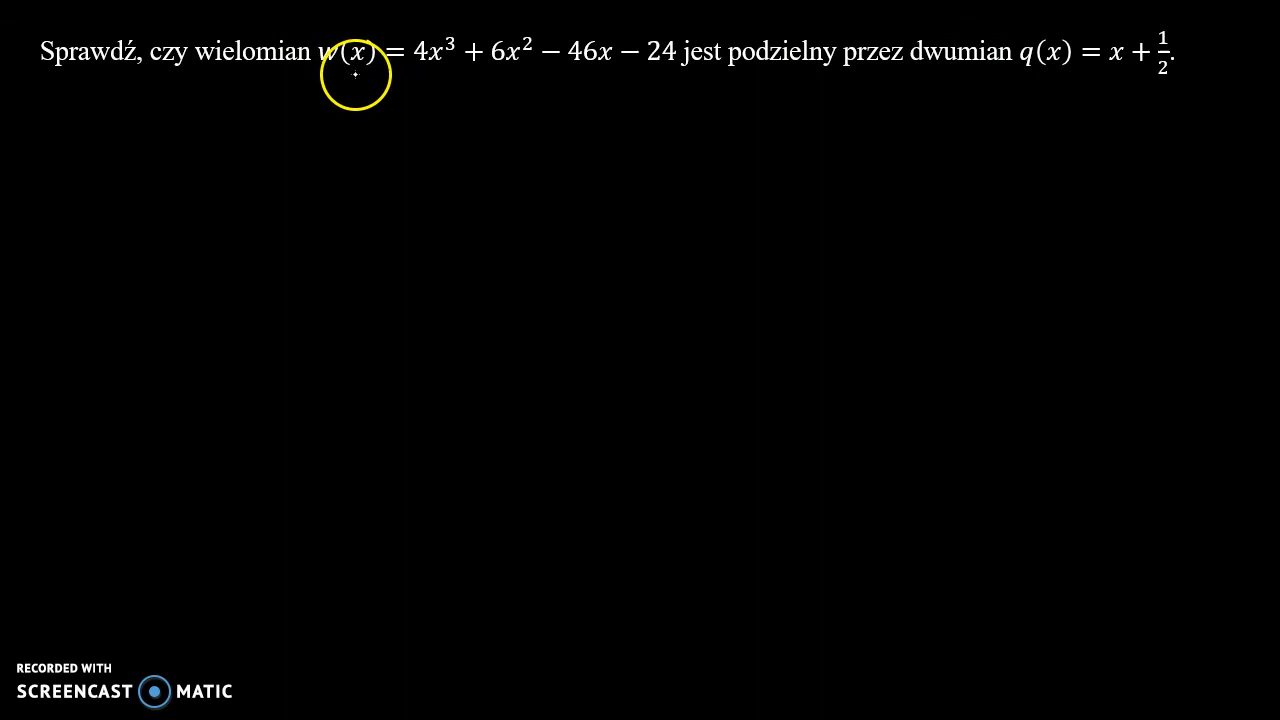 Sprawdź, czy wielomian w(x) = 4x³ + 6x² − 46x − 24 jest podzielny przez dwumian q(x) = x + 1/2.
RECORDED WITH
SCREENCAST MATIC